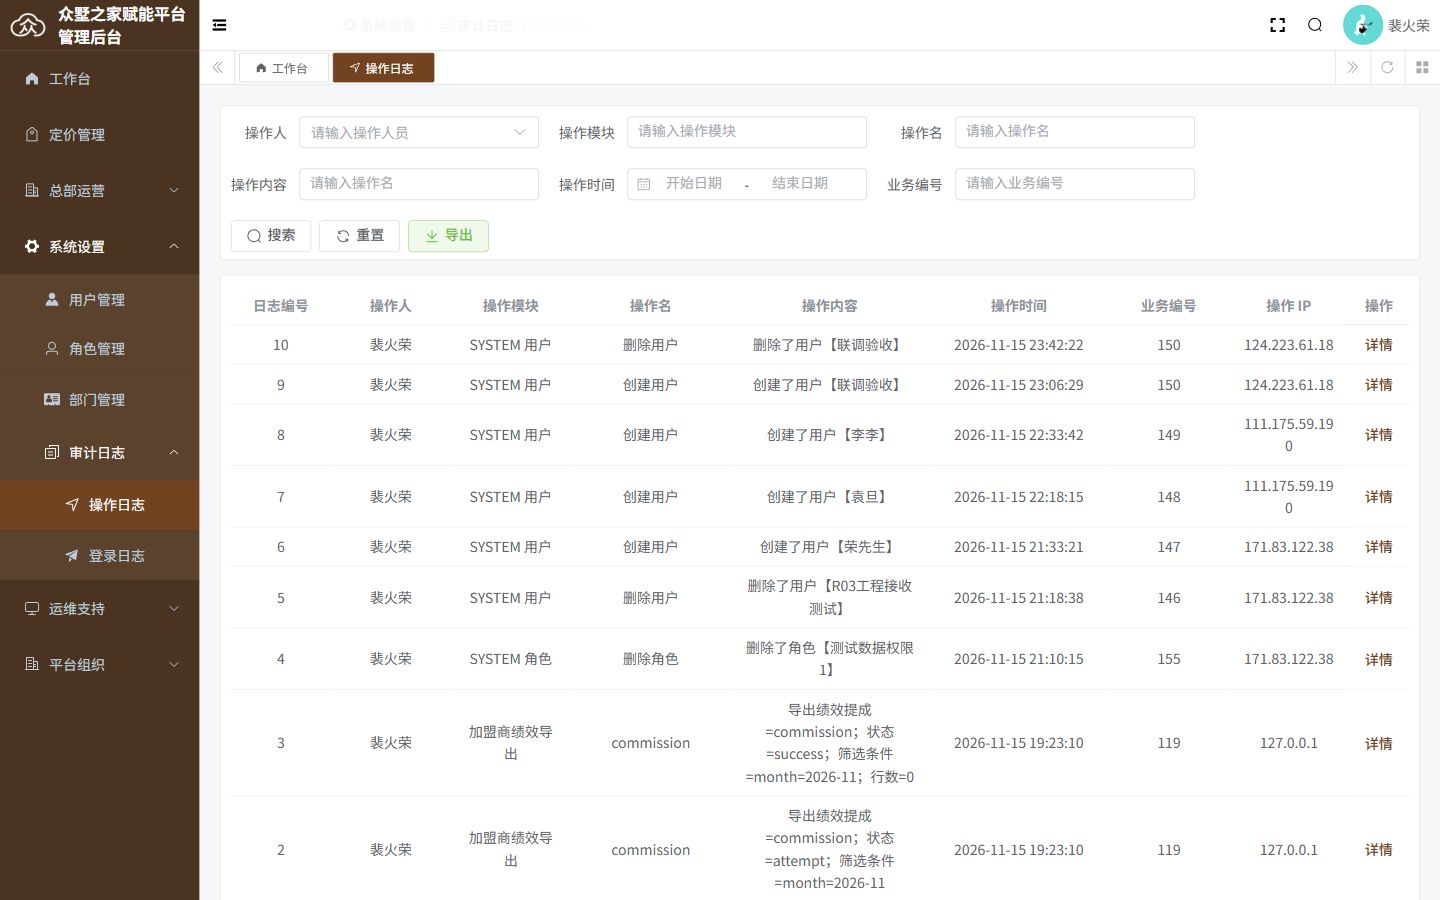 众墅之家赋能平台
管理后台
工作台
定价管理
总部运营
系统设置
用户管理
角色管理
部门管理
审计日志
操作日志
登录日志
运维支持
平台组织
系统设置
审计日志
裴火荣
工作台
操作日志
操作人 请输入操作人员 操作模块 请输入操作模块 操作名 请输入操作名
操作内容 请输入操作名 操作时间 开始日期 - 结束日期 业务编号 请输入业务编号
搜索 重置 导出
日志编号 操作人 操作模块 操作名 操作内容 操作时间 业务编号 操作 IP 操作
10 裴火荣 SYSTEM 用户 删除用户 删除了用户【联调验收】 2026-11-15 23:42:22 150 124.223.61.18 详情
9 裴火荣 SYSTEM 用户 创建用户 创建了用户【联调验收】 2026-11-15 23:06:29 150 124.223.61.18 详情
8 裴火荣 SYSTEM 用户 创建用户 创建了用户【李李】 2026-11-15 22:33:42 149 111.175.59.19
0 详情
7 裴火荣 SYSTEM 用户 创建用户 创建了用户【袁旦】 2026-11-15 22:18:15 148 111.175.59.19
0 详情
6 裴火荣 SYSTEM 用户 创建用户 创建了用户【荣先生】 2026-11-15 21:33:21 147 171.83.122.38 详情
5 裴火荣 SYSTEM 用户 删除用户 删除了用户【R03工程接收
测试】 2026-11-15 21:18:38 146 171.83.122.38 详情
4 裴火荣 SYSTEM 角色 删除角色 删除了角色【测试数据权限
1】 2026-11-15 21:10:15 155 171.83.122.38 详情
3 裴火荣 加盟商绩效导
出 commission 导出绩效提成
=commission；状态
=success；筛选条件
=month=2026-11；行数=0 2026-11-15 19:23:10 119 127.0.0.1 详情
2 裴火荣 加盟商绩效导
出 commission 导出绩效提成
=commission；状态
=attempt；筛选条件
=month=2026-11 2026-11-15 19:23:10 119 127.0.0.1 详情